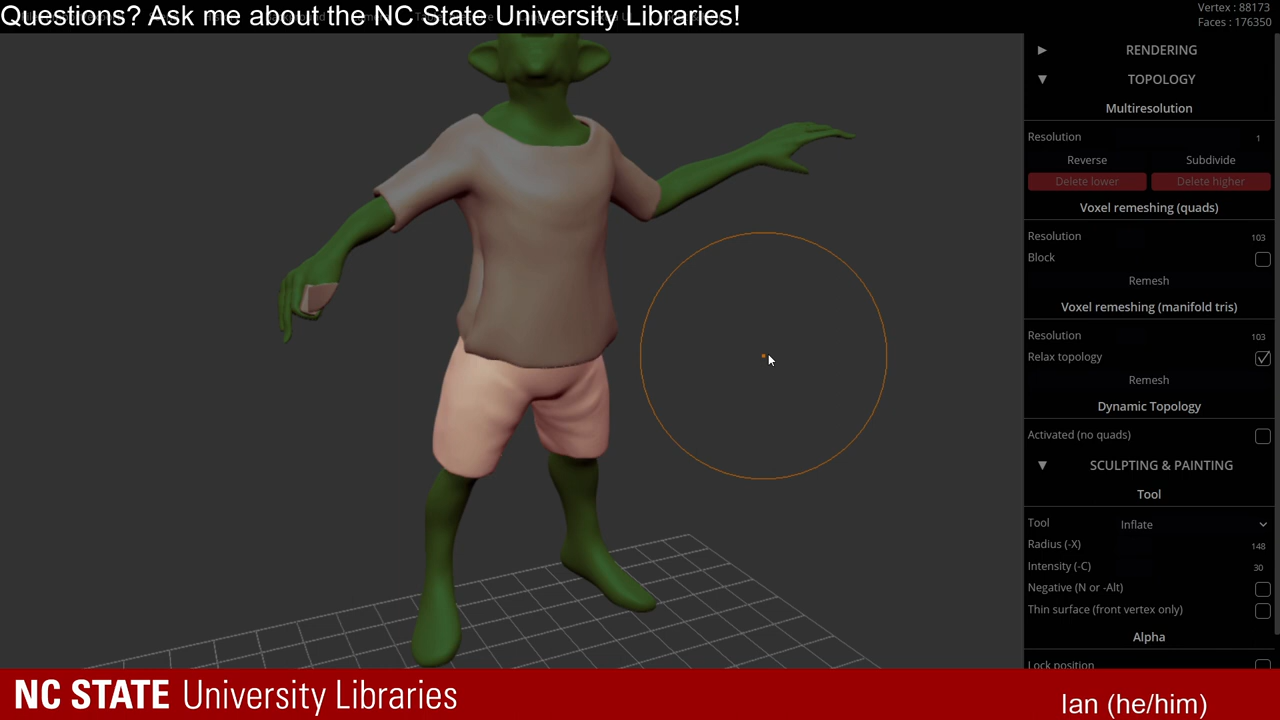 Questions? Ask me about the NC State University Libraries!
Vertex : 88173
Faces : 176350
RENDERING
TOPOLOGY
Multiresolution
Resolution 1
Reverse Subdivide
Delete lower Delete higher
Voxel remeshing (quads)
Resolution 103
Block
Remesh
Voxel remeshing (manifold tris)
Resolution 103
Relax topology
Remesh
Dynamic Topology
Activated (no quads)
SCULPTING & PAINTING
Tool
Tool Inflate
Radius (-X) 148
Intensity (-C) 30
Negative (N or -Alt)
Thin surface (front vertex only)
Alpha
Lock position
NC STATE University Libraries
Ian (he/him)